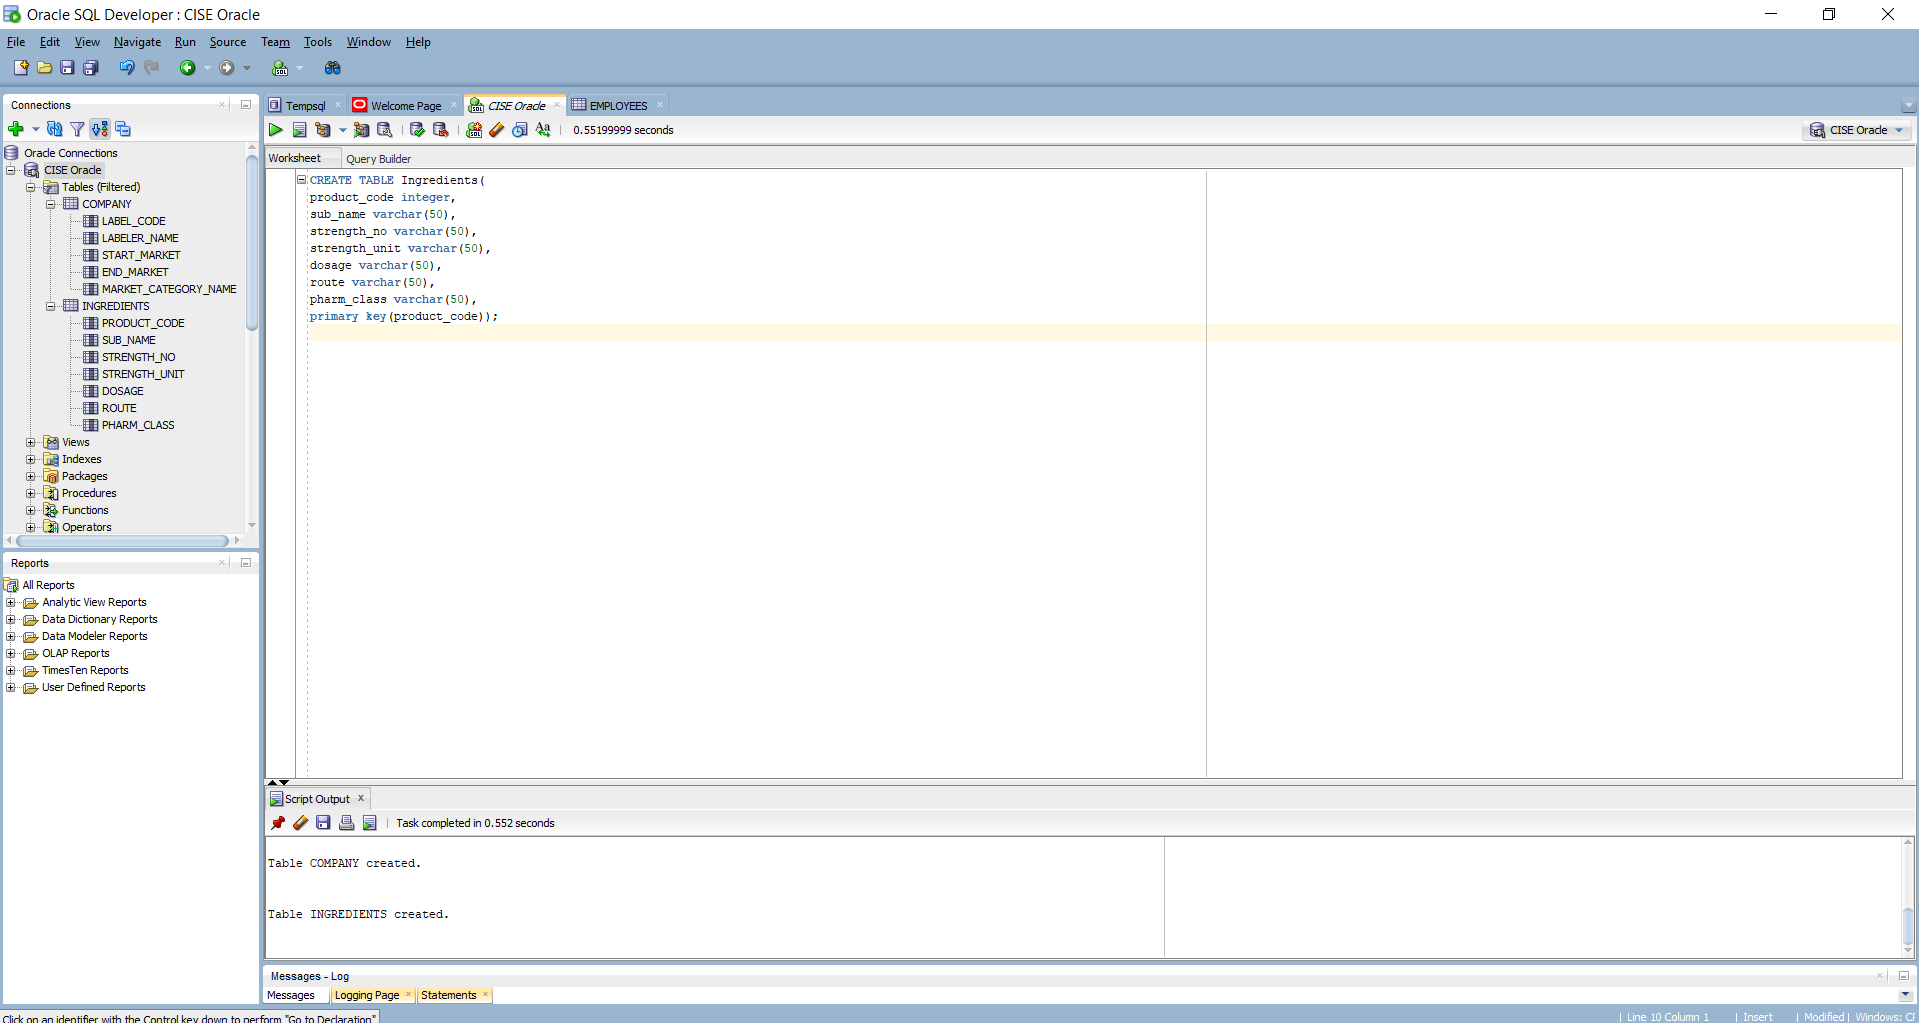 Oracle SQL Developer : CISE Oracle
File Edit View Navigate Run Source Team Tools Window Help
Connections
Oracle Connections
CISE Oracle
Tables (Filtered)
COMPANY
LABEL_CODE
LABELER_NAME
START_MARKET
END_MARKET
MARKET_CATEGORY_NAME
INGREDIENTS
PRODUCT_CODE
SUB_NAME
STRENGTH_NO
STRENGTH_UNIT
DOSAGE
ROUTE
PHARM_CLASS
Views
Indexes
Packages
Procedures
Functions
Operators
Reports
All Reports
Analytic View Reports
Data Dictionary Reports
Data Modeler Reports
OLAP Reports
TimesTen Reports
User Defined Reports
Tempsql Welcome Page CISE Oracle EMPLOYEES
0.55199999 seconds
CISE Oracle
Worksheet Query Builder
CREATE TABLE Ingredients(
product_code integer,
sub_name varchar(50),
strength_no varchar(50),
strength_unit varchar(50),
dosage varchar(50),
route varchar(50),
pharm_class varchar(50),
primary key(product_code));
Script Output
Task completed in 0.552 seconds
Table COMPANY created.
Table INGREDIENTS created.
Messages - Log
Messages Logging Page Statements
Click on an identifier with the Control key down to perform "Go to Declaration"
Line 10 Column 1 Insert Modified Windows: CF